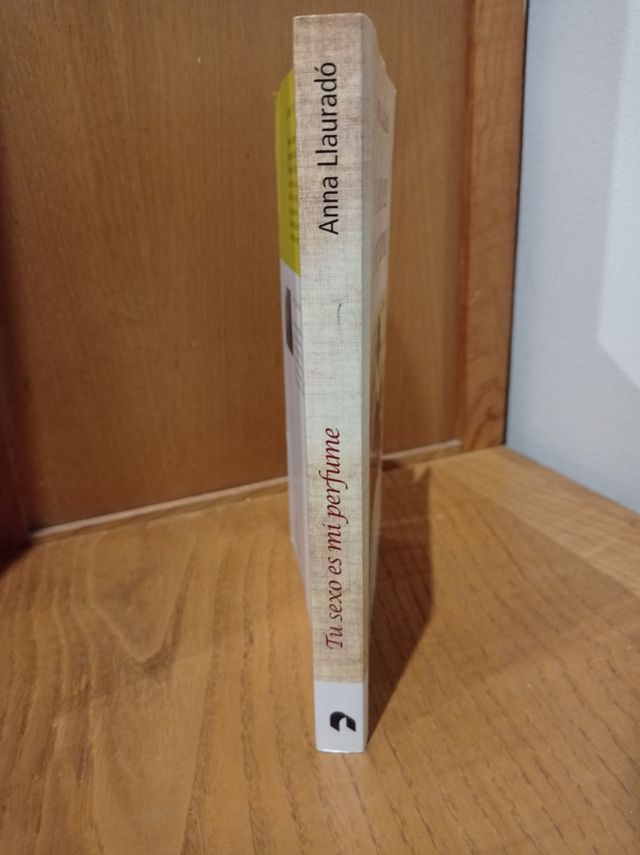 Anna Llauradó
Tu sexo es mi perfume